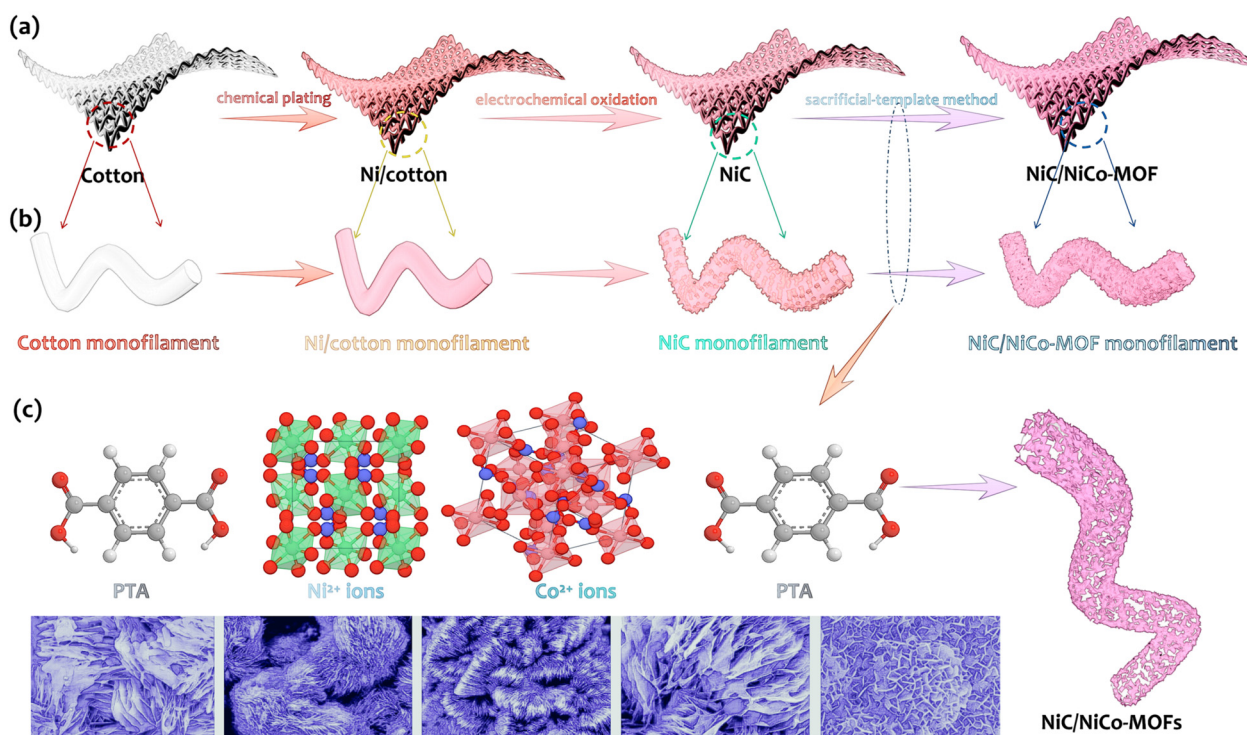 (a)
chemical plating
electrochemical oxidation
sacrificial-template method
Cotton
Ni/cotton
NiC
NiC/NiCo-MOF
(b)
Cotton monofilament
Ni/cotton monofilament
NiC monofilament
NiC/NiCo-MOF monofilament
(c)
PTA
Ni²⁺ ions
Co²⁺ ions
PTA
NiC/NiCo-MOFs